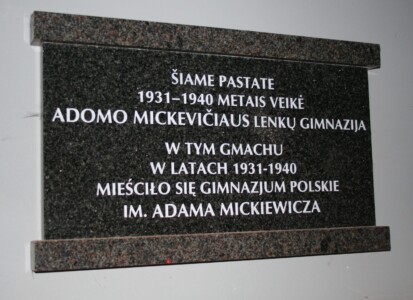 ŠIAME PASTATE
1931–1940 METAIS VEIKĖ
ADOMO MICKEVIČIAUS LENKŲ GIMNAZIJA
W TYM GMACHU
W LATACH 1931-1940
MIEŚCIŁO SIĘ GIMNAZJUM POLSKIE
IM. ADAMA MICKIEWICZA